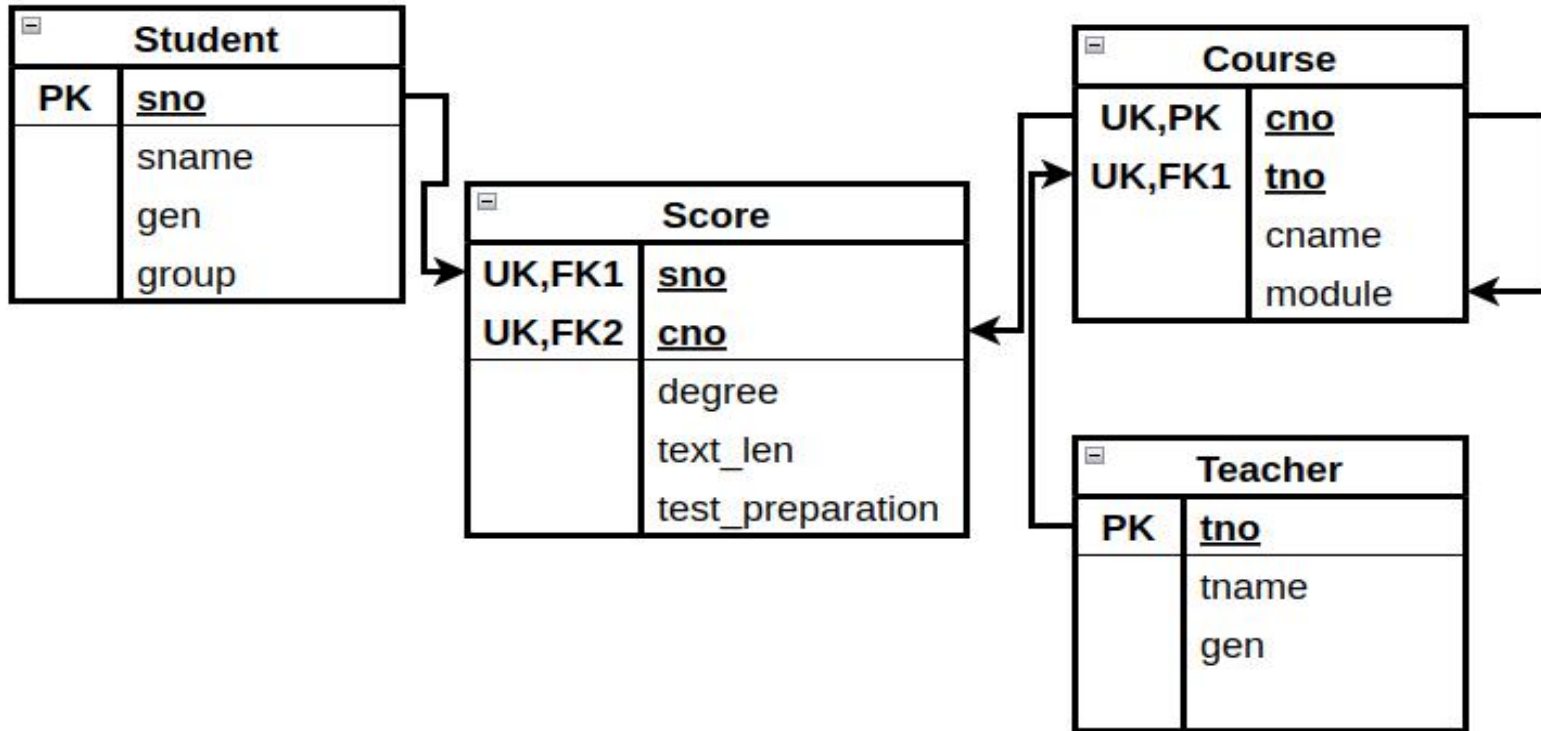 Student
PK sno
sname
gen
group
Score
UK,FK1 sno
UK,FK2 cno
degree
text_len
test_preparation
Course
UK,PK cno
UK,FK1 tno
cname
module
Teacher
PK tno
tname
gen